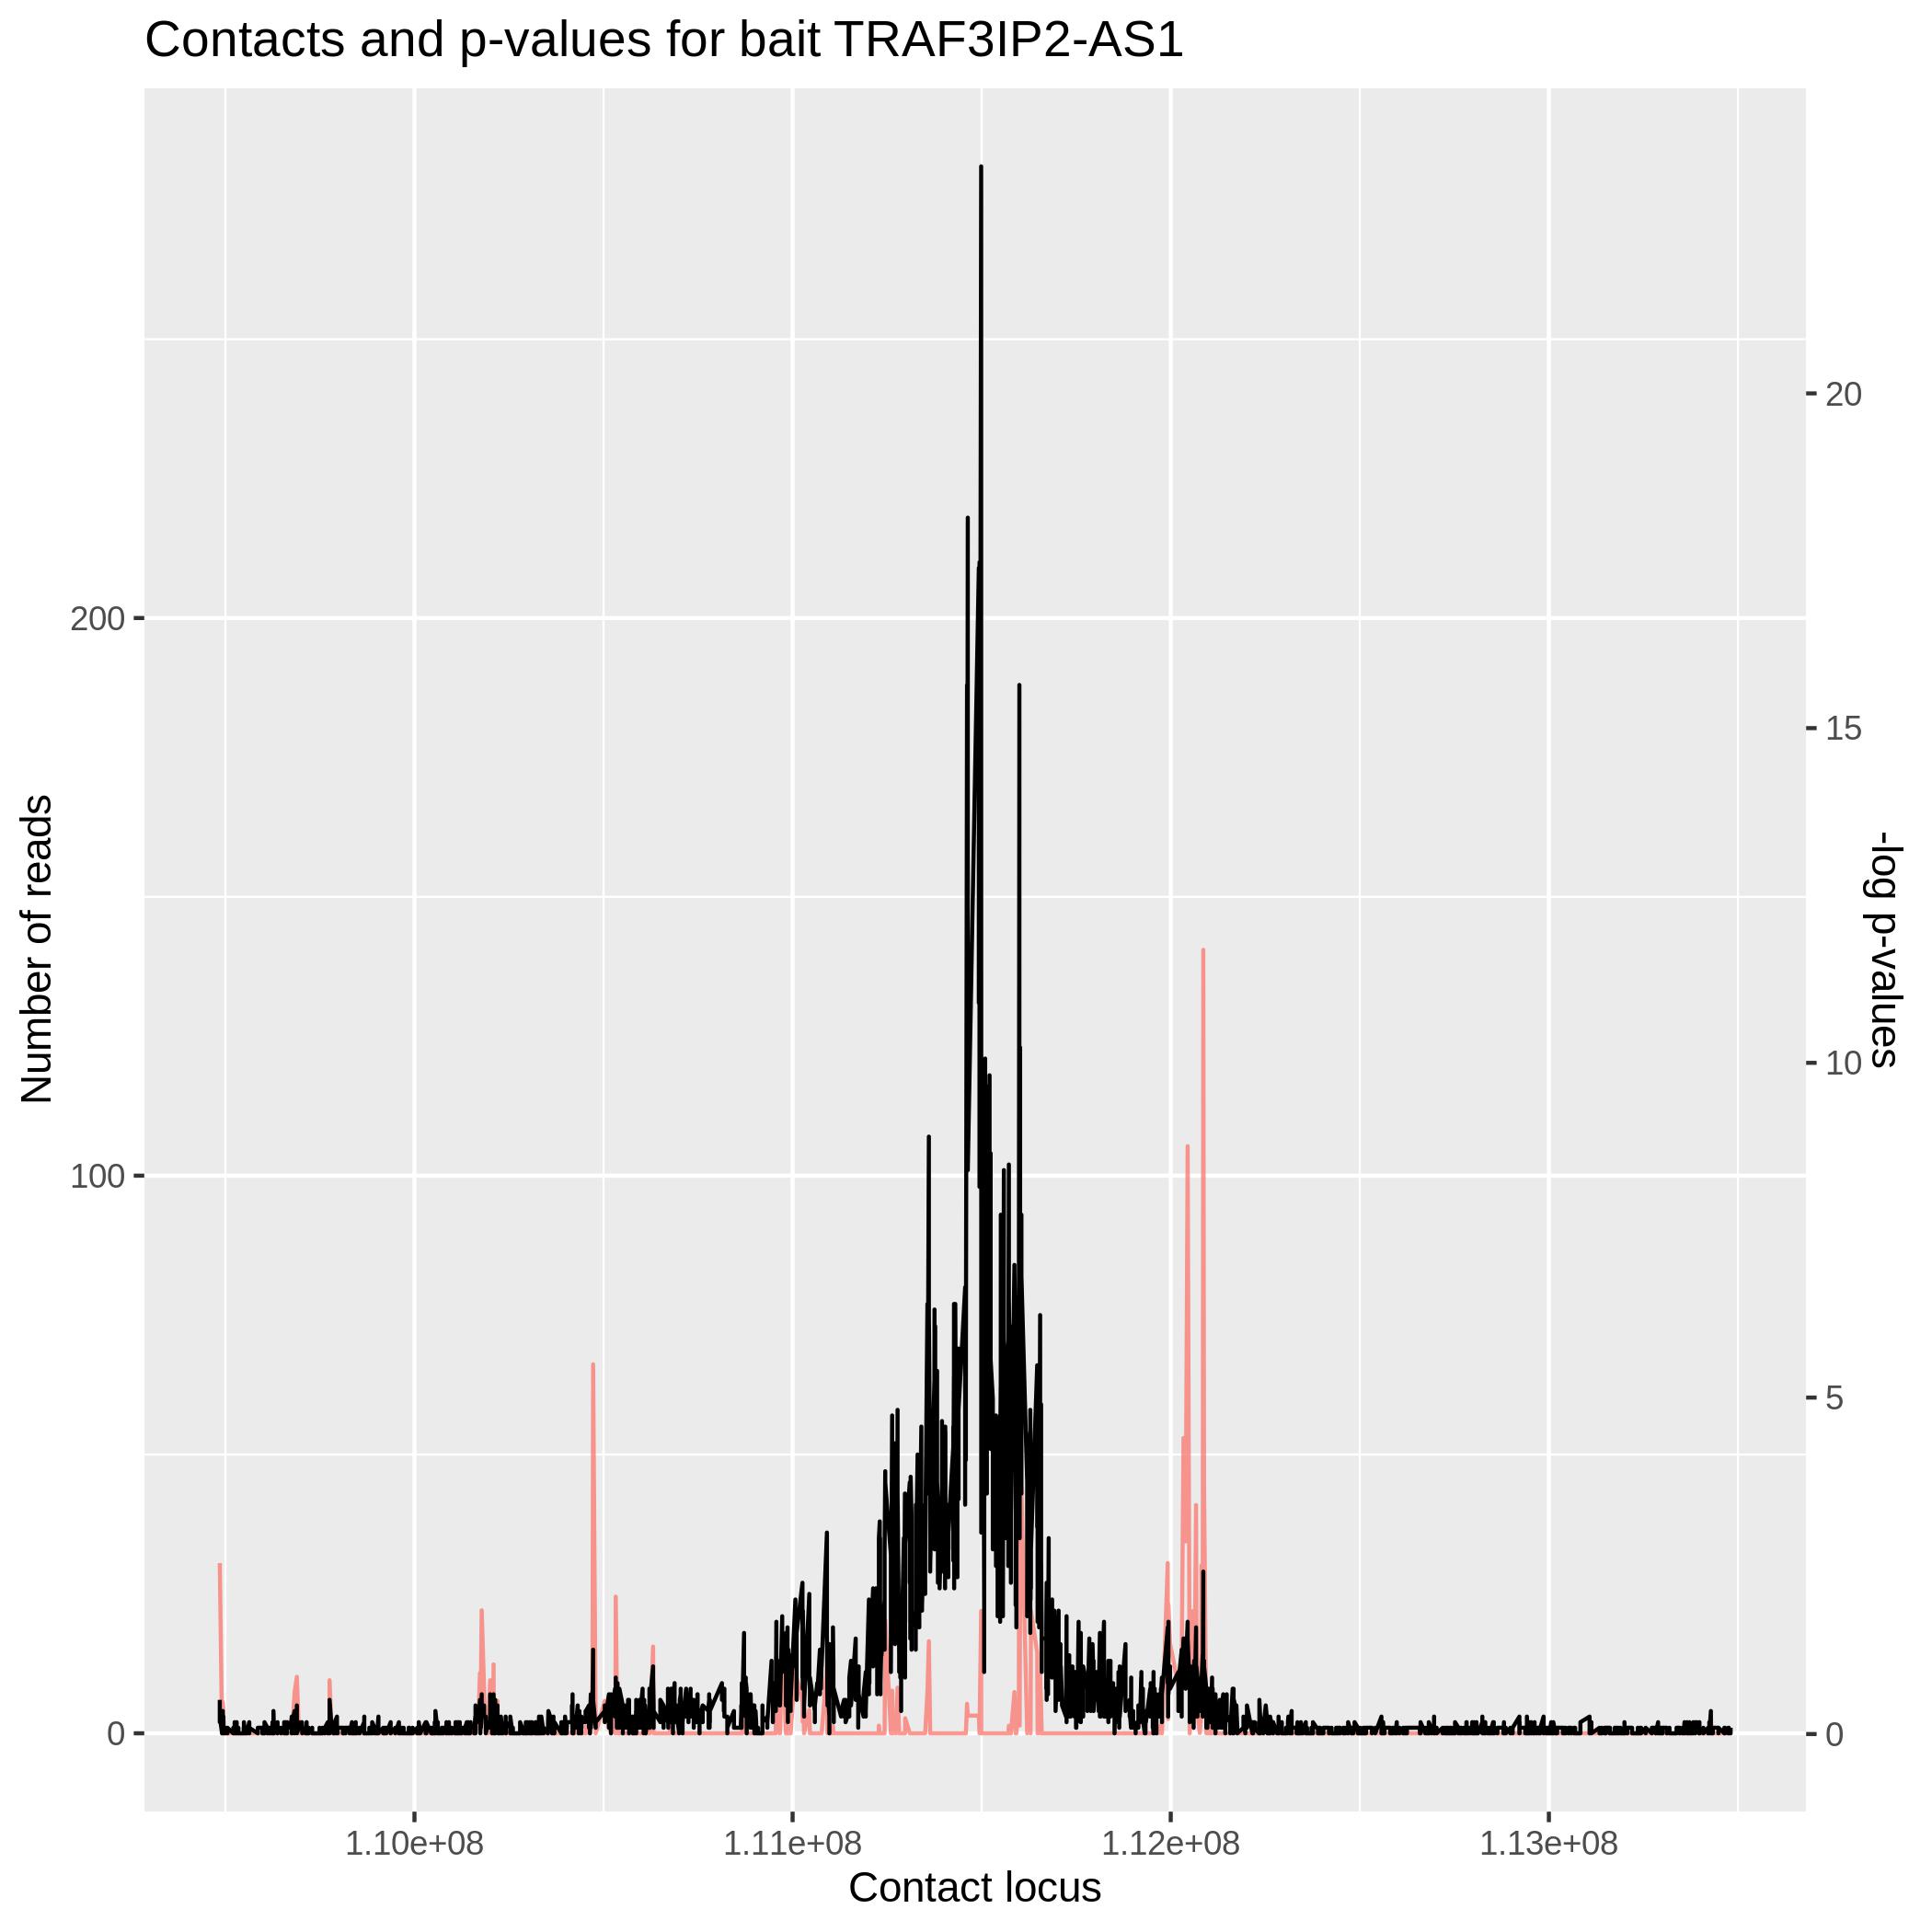 Contacts and p-values for bait TRAF3IP2-AS1
Number of reads
200
100
0
20
15
10
5
0
-log p-values
1.10e+08
1.11e+08
1.12e+08
1.13e+08
Contact locus